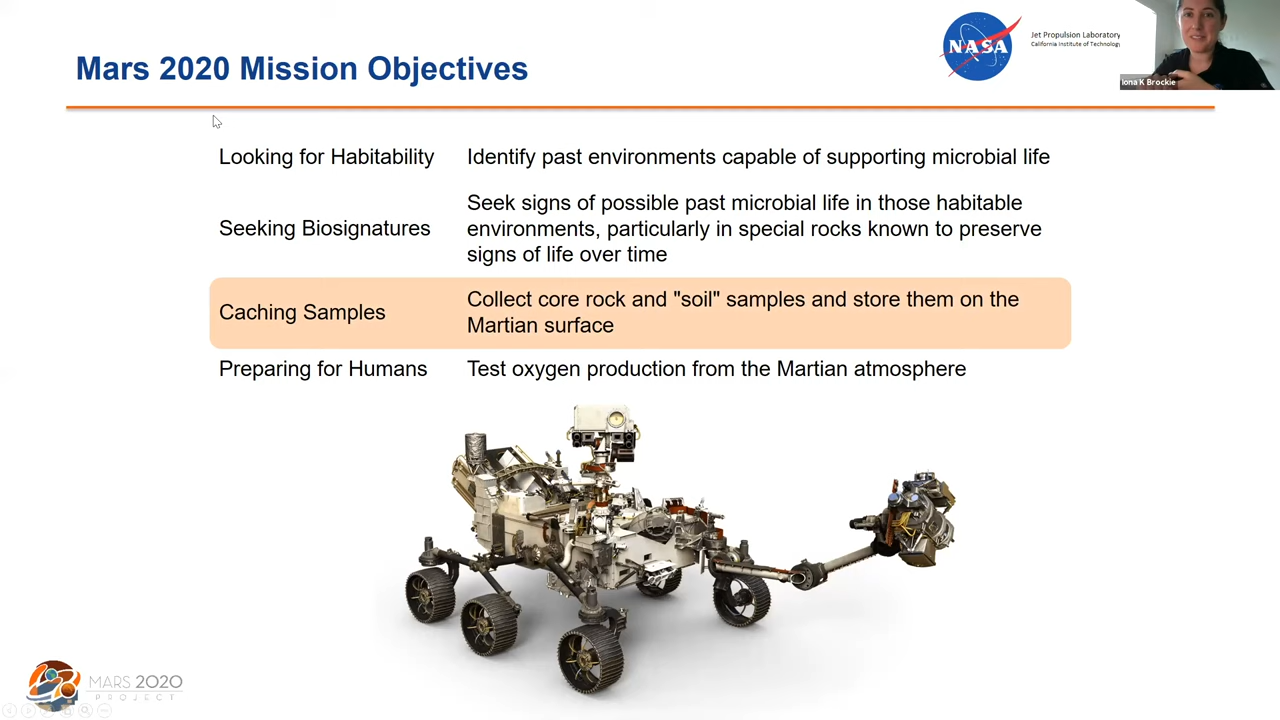 Mars 2020 Mission Objectives
NASA
Jet Propulsion Laboratory
California Institute of Technology
Iona K Brockie
Looking for Habitability
Identify past environments capable of supporting microbial life
Seeking Biosignatures
Seek signs of possible past microbial life in those habitable
environments, particularly in special rocks known to preserve
signs of life over time
Caching Samples
Collect core rock and "soil" samples and store them on the
Martian surface
Preparing for Humans
Test oxygen production from the Martian atmosphere
MARS 2020
PROJECT